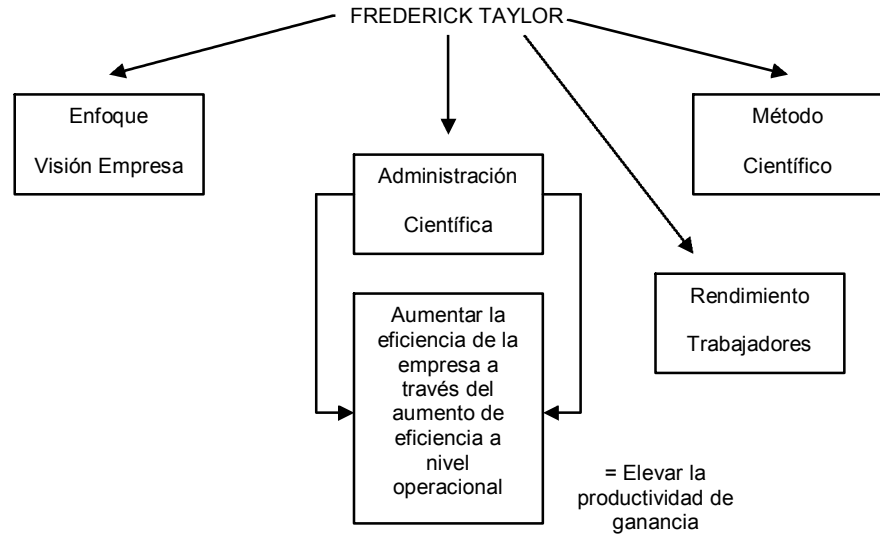 FREDERICK TAYLOR
Enfoque
Visión Empresa
Administración
Científica
Método
Científico
Rendimiento
Trabajadores
Aumentar la
eficiencia de la
empresa a
través del
aumento de
eficiencia a
nivel
operacional
= Elevar la
productividad de
ganancia